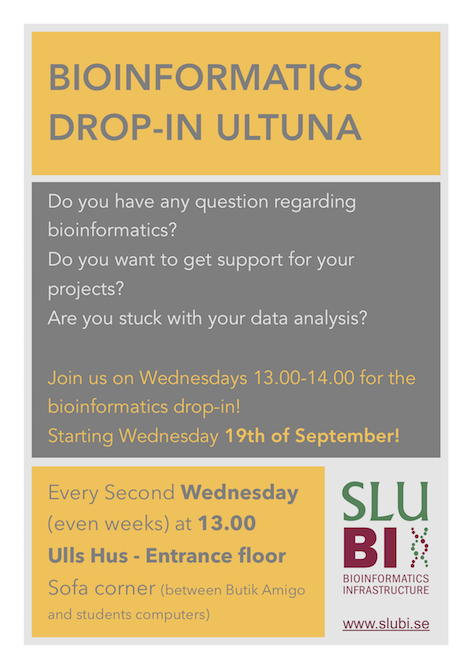 BIOINFORMATICS
DROP-IN ULTUNA
Do you have any question regarding
bioinformatics?
Do you want to get support for your
projects?
Are you stuck with your data analysis?
Join us on Wednesdays 13.00-14.00 for the
bioinformatics drop-in!
Starting Wednesday 19th of September!
Every Second Wednesday
(even weeks) at 13.00
Ulls Hus - Entrance floor
Sofa corner (between Butik Amigo
and students computers)
SLU
BI
BIOINFORMATICS
INFRASTRUCTURE
www.slubi.se